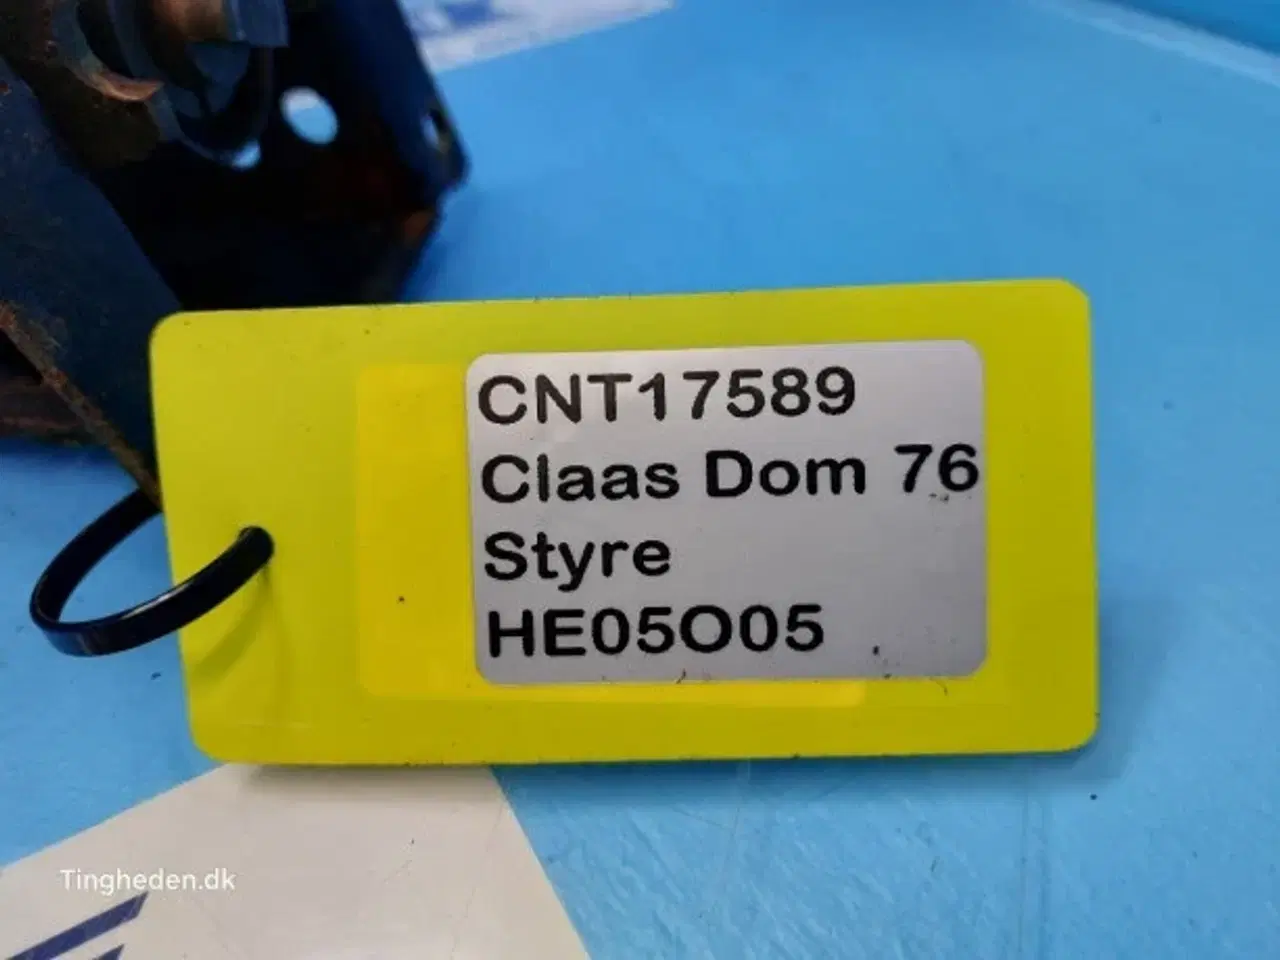 CNT17589
Claas Dom 76
Styre
HE05O05
Tingheden.dk